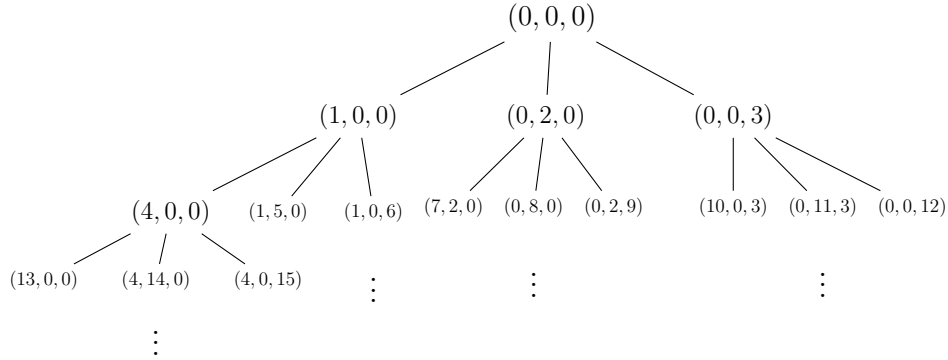 (0, 0, 0)
(1, 0, 0) (0, 2, 0) (0, 0, 3)
(4, 0, 0) (1, 5, 0) (1, 0, 6) (7, 2, 0) (0, 8, 0) (0, 2, 9) (10, 0, 3) (0, 11, 3) (0, 0, 12)
(13, 0, 0) (4, 14, 0) (4, 0, 15) ⋮ ⋮ ⋮
⋮